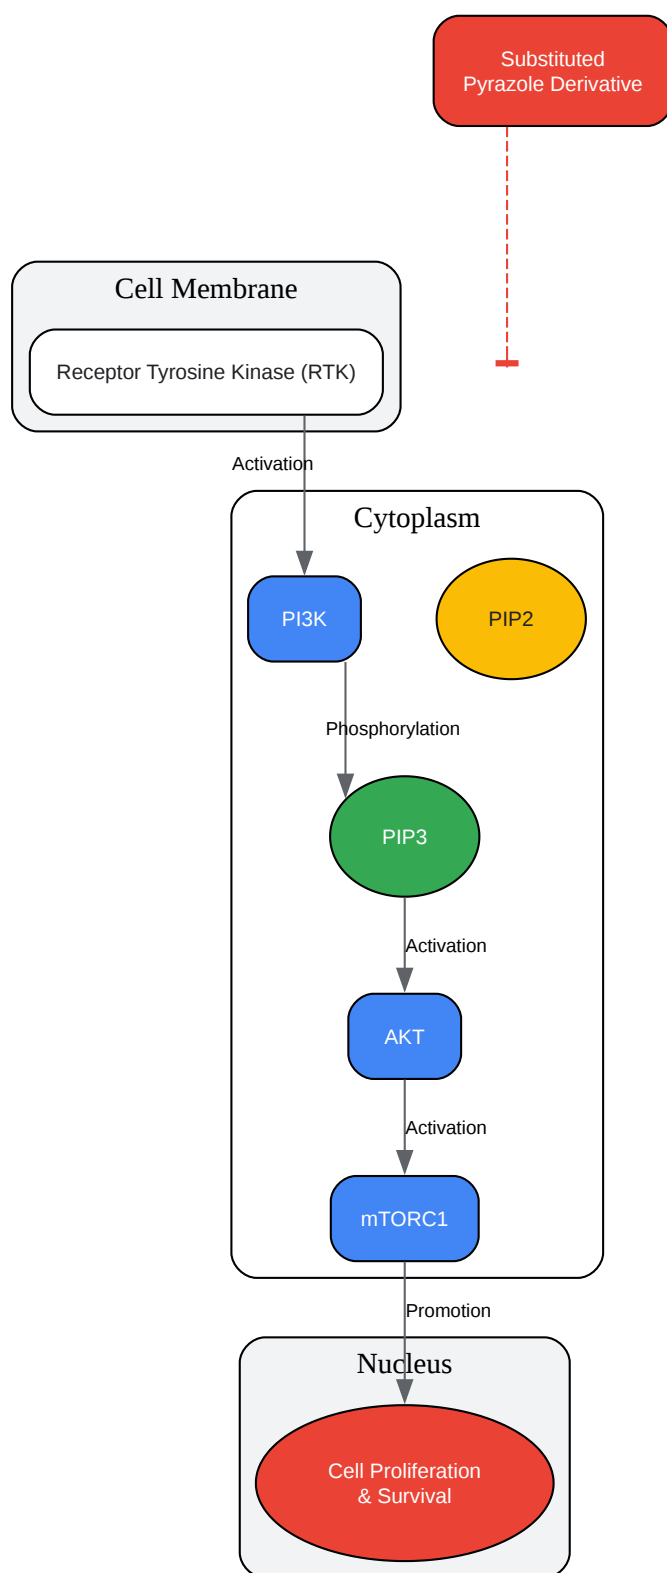 Substituted
Pyrazole Derivative
Cell Membrane
Receptor Tyrosine Kinase (RTK)
Activation
Cytoplasm
PI3K
PIP2
Phosphorylation
PIP3
Activation
AKT
Activation
mTORC1
Promotion
Nucleus
Cell Proliferation
& Survival